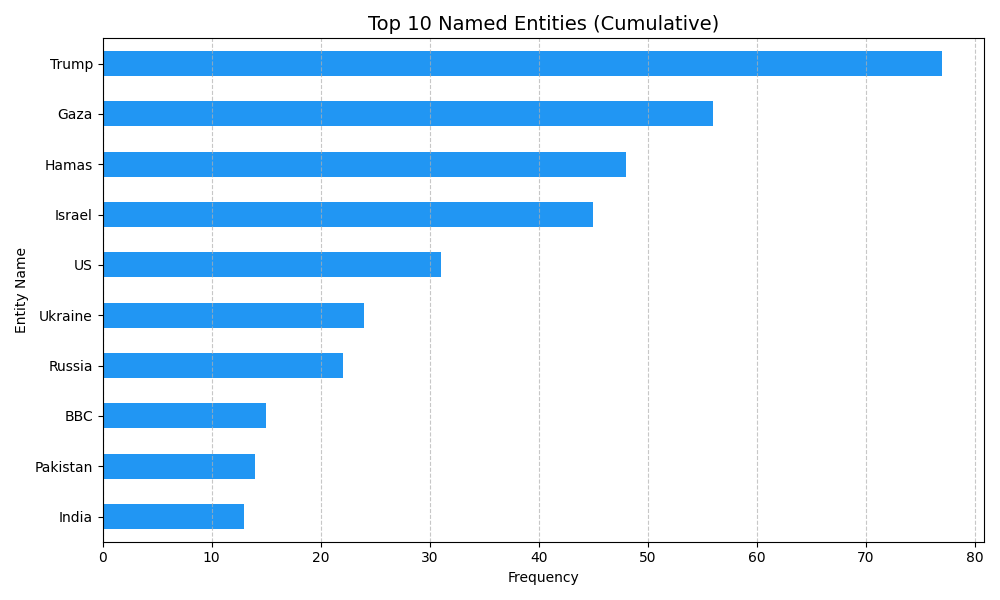 Top 10 Named Entities (Cumulative)
Entity Name
Trump
Gaza
Hamas
Israel
US
Ukraine
Russia
BBC
Pakistan
India
0 10 20 30 40 50 60 70 80
Frequency